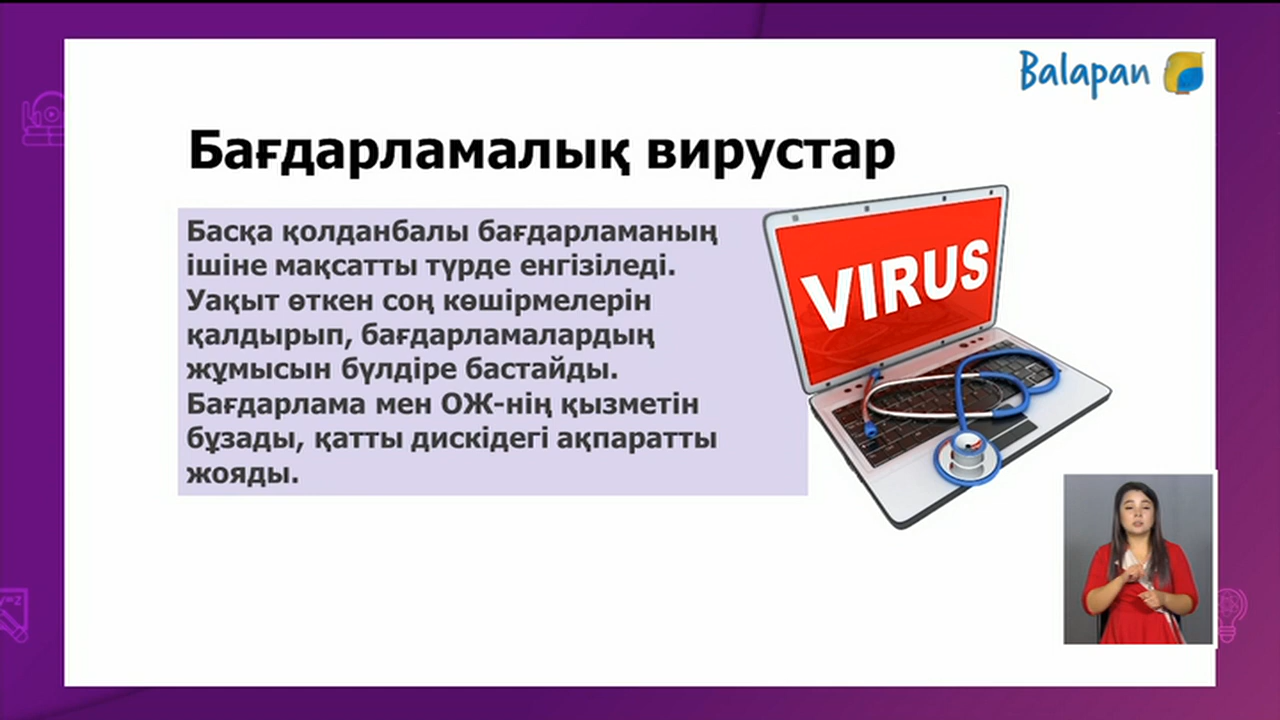 Balapan
Бағдарламалық вирустар
Басқа қолданбалы бағдарламаның
ішіне мақсатты түрде енгізіледі.
Уақыт өткен соң көшірмелерін
қалдырып, бағдарламалардың
жұмысын бүлдіре бастайды.
Бағдарлама мен ОЖ-нің қызметін
бұзады, қатты дискідегі ақпаратты
жояды.
VIRUS